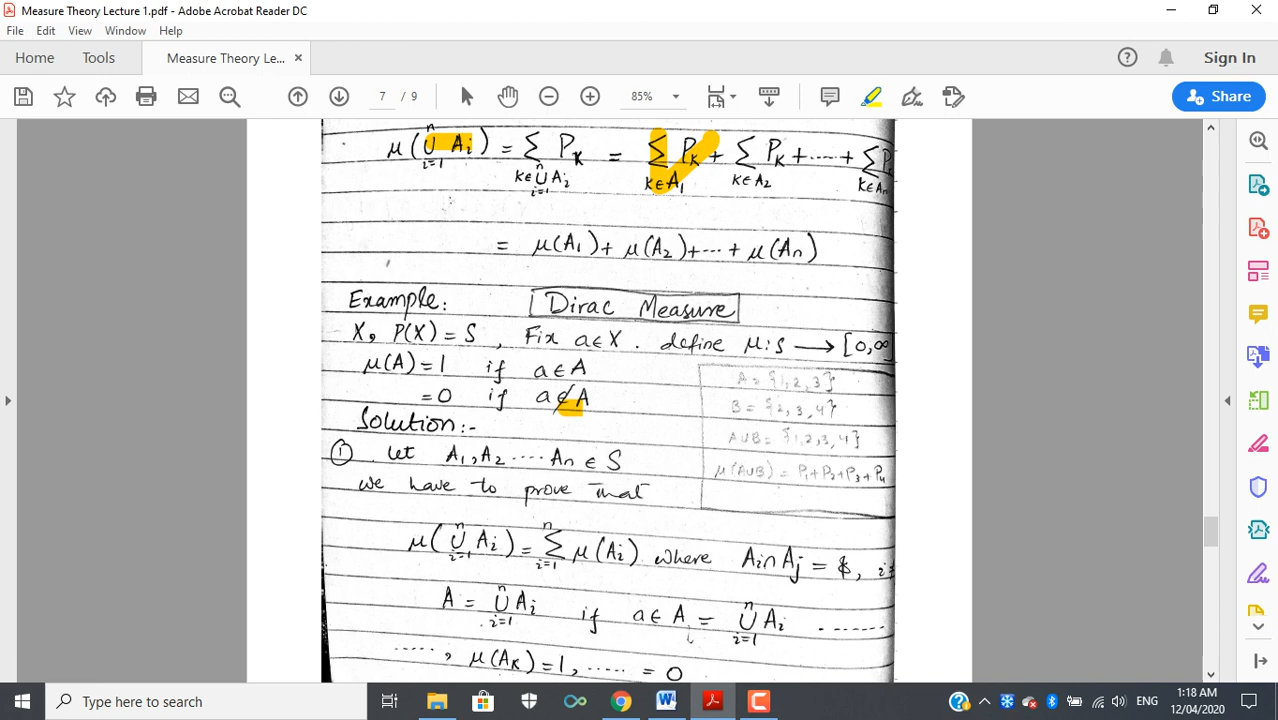 Measure Theory Lecture 1.pdf - Adobe Acrobat Reader DC
File Edit View Window Help
Home Tools Measure Theory Le... ×
? Sign In
7 / 9 85% Share
μ(⋃ᵢ₌₁ⁿ Aᵢ) = Σ_{k∈⋃ᵢ₌₁ⁿ Aᵢ} P_k = Σ_{k∈A₁} P_k + Σ_{k∈A₂} P_k + ..... + Σ_{k∈Aₙ} P
= μ(A₁) + μ(A₂) + ... + μ(Aₙ)
Example: Dirac Measure
X, P(X) = S, Fix a∈X. define μ: S → [0,∞
μ(A) = 1 if a∈A
= 0 if a∉A
A = {1,2,3}
B = {2,3,4}
A∪B = {1,2,3,4}
μ(A∪B) = P₁+P₂+P₃+P₄
Solution:-
① Let A₁, A₂ ..... Aₙ ∈ S
we have to prove that
μ(⋃ᵢ₌₁ⁿ Aᵢ) = Σᵢ₌₁ⁿ μ(Aᵢ) where Aᵢ∩Aⱼ = ϕ, i≠
A = ⋃ᵢ₌₁ⁿ Aᵢ if a∈A = ⋃ᵢ₌₁ⁿ Aᵢ .......
....., μ(A_K) = 1, ...... = 0
Type here to search
ENG
1:18 AM
12/04/2020